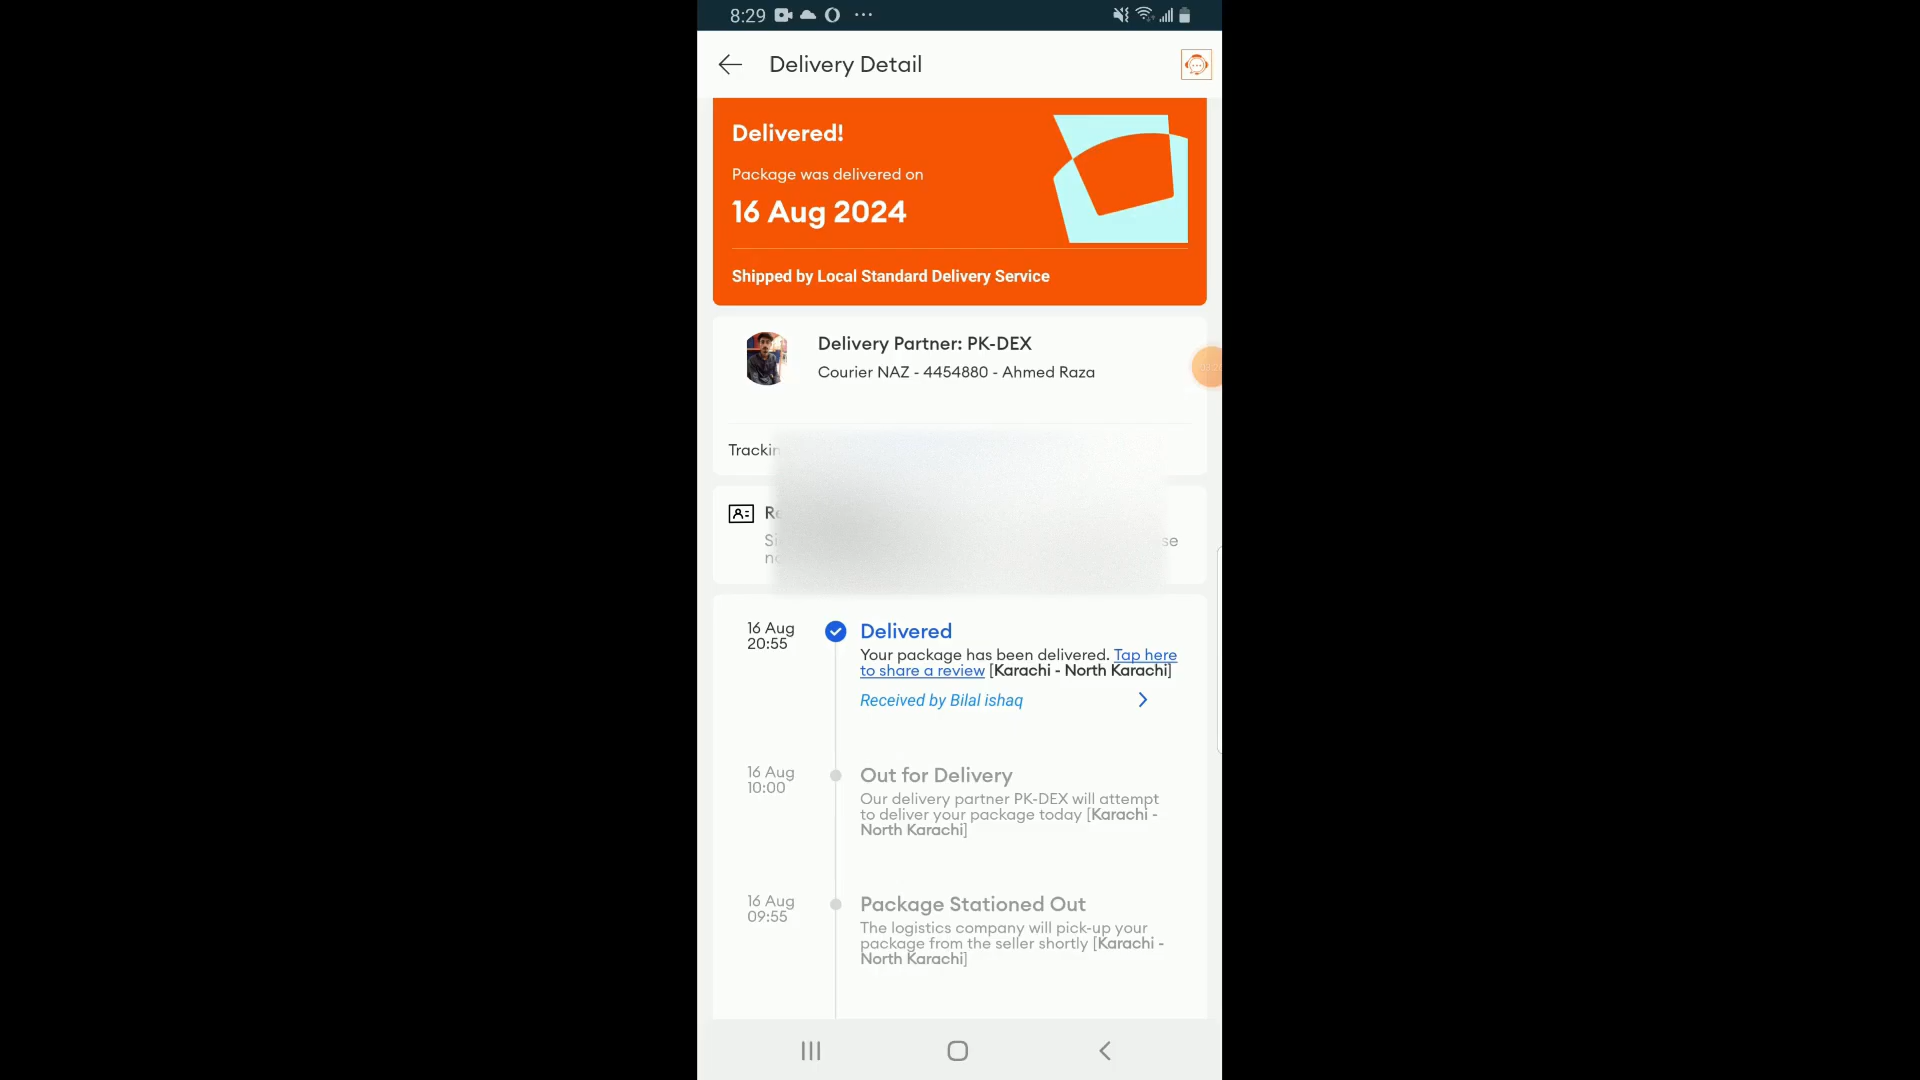 8:29
Delivery Detail
Delivered!
Package was delivered on
16 Aug 2024
Shipped by Local Standard Delivery Service
Delivery Partner: PK-DEX
Courier NAZ - 4454880 - Ahmed Raza
16 Aug
20:55
Delivered
Your package has been delivered. Tap here
to share a review [Karachi - North Karachi]
Received by Bilal ishaq
16 Aug
10:00
Out for Delivery
Our delivery partner PK-DEX will attempt
to deliver your package today [Karachi -
North Karachi]
16 Aug
09:55
Package Stationed Out
The logistics company will pick-up your
package from the seller shortly [Karachi -
North Karachi]